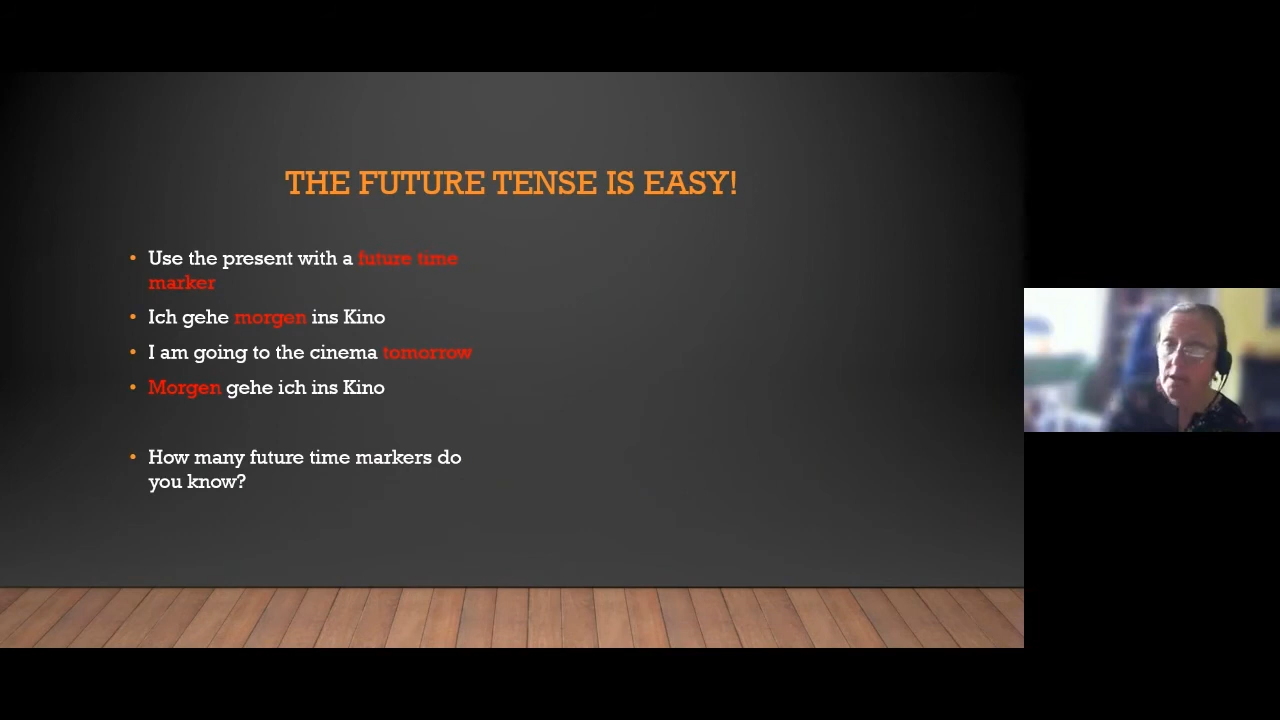 THE FUTURE TENSE IS EASY!
Use the present with a future time
marker
Ich gehe morgen ins Kino
I am going to the cinema tomorrow
Morgen gehe ich ins Kino
How many future time markers do
you know?